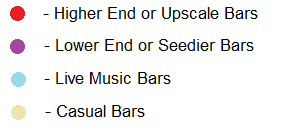 - Higher End or Upscale Bars
- Lower End or Seedier Bars
- Live Music Bars
- Casual Bars